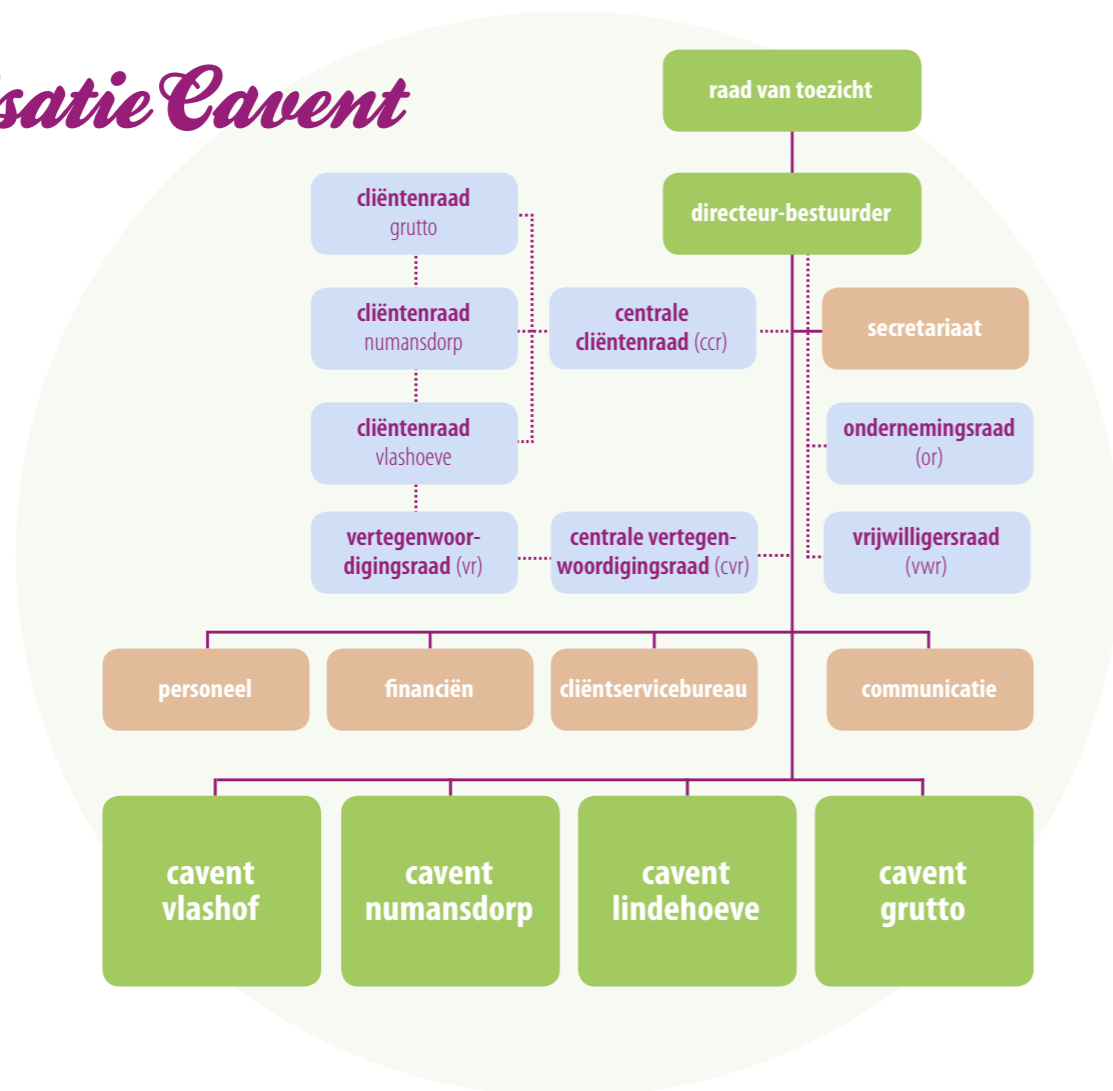 satie Cavent
raad van toezicht
directeur-bestuurder
cliëntenraad
grutto
cliëntenraad
numansdorp
centrale
cliëntenraad (ccr)
secretariaat
cliëntenraad
vlashoeve
ondernemingsraad
(or)
vertegenwoor-
digingsraad (vr)
centrale vertegen-
woordigingsraad (cvr)
vrijwilligersraad
(vwr)
personeel
financiën
cliëntservicebureau
communicatie
cavent
vlashof
cavent
numansdorp
cavent
lindehoeve
cavent
grutto